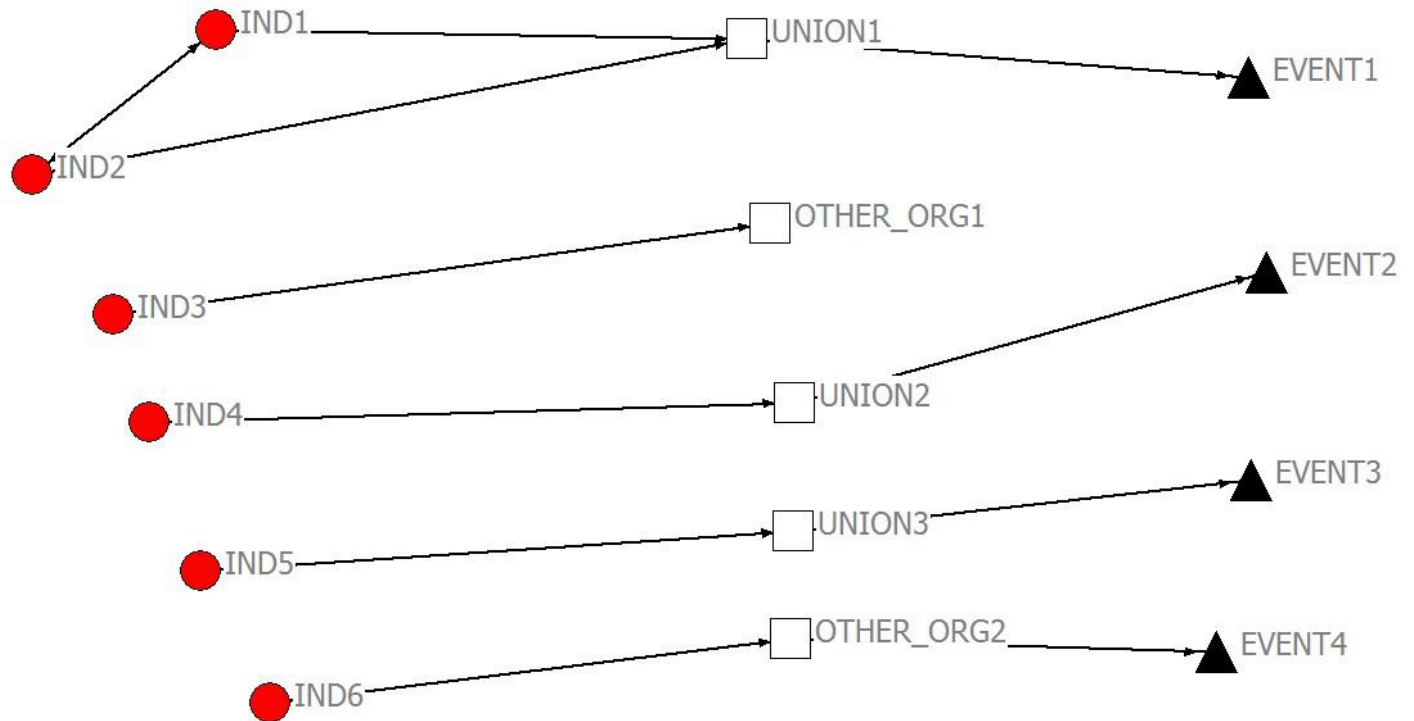 IND1
UNION1
EVENT1
IND2
OTHER_ORG1
EVENT2
IND3
UNION2
IND4
EVENT3
UNION3
IND5
OTHER_ORG2
EVENT4
IND6